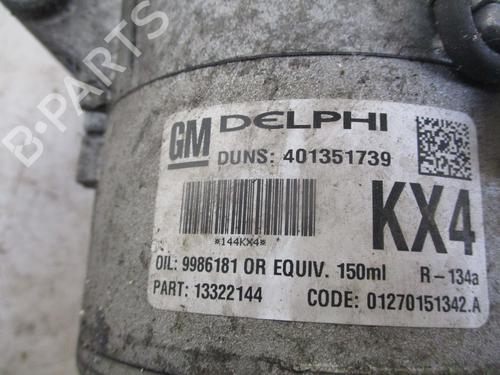 GM DELPHI
DUNS: 401351739
KX4
*144KX4*
OIL: 9986181 OR EQUIV. 150ml R-134a
PART: 13322144 CODE: 01270151342.A
B-PARTS